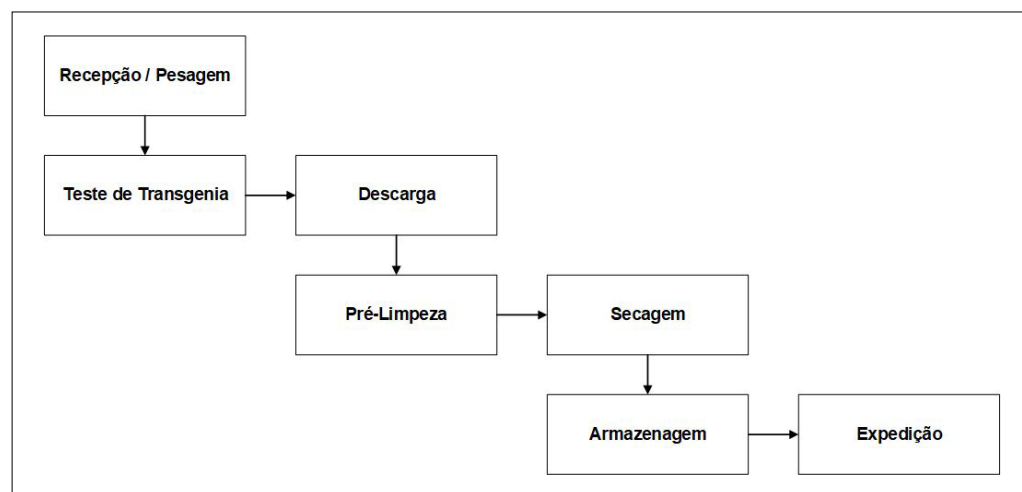 Recepção / Pesagem
Teste de Transgenia
Descarga
Pré-Limpeza
Secagem
Armazenagem
Expedição